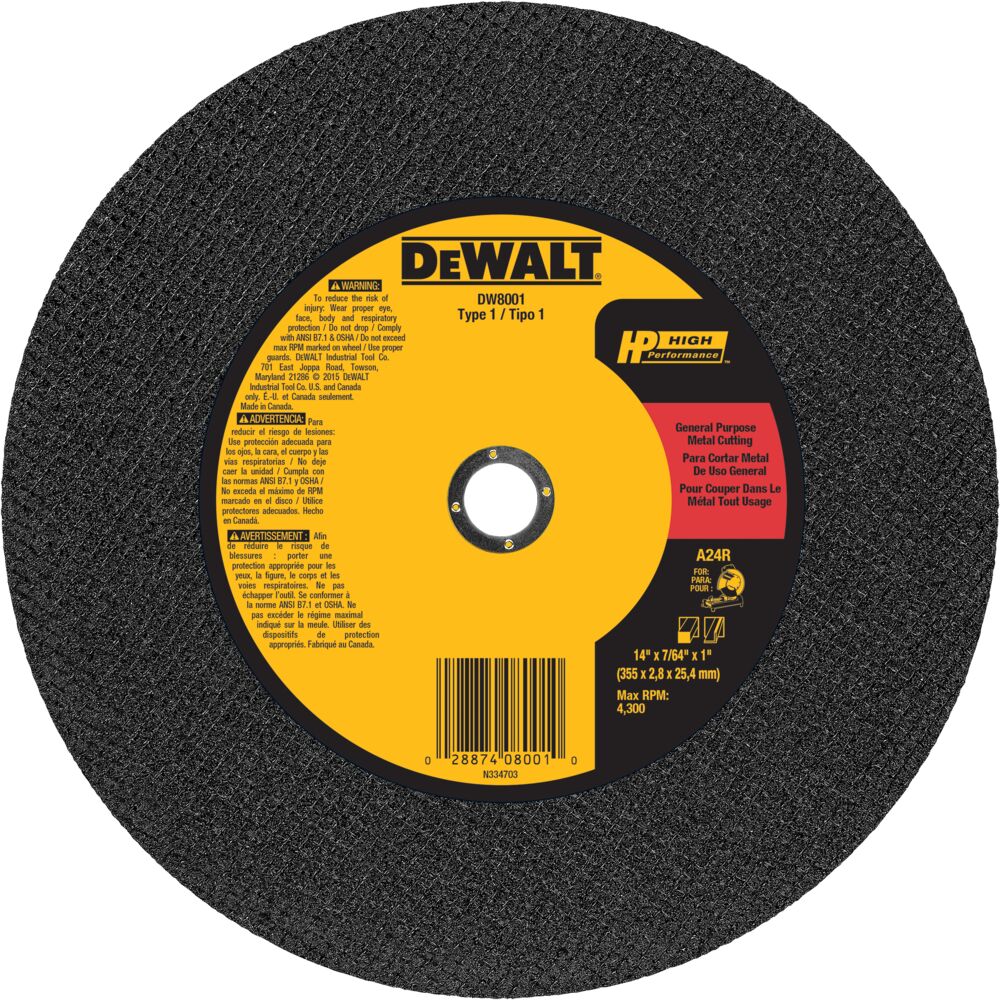 DEWALT®
DW8001
Type 1 / Tipo 1
WARNING:
To reduce the risk of
injury: Wear proper eye,
face, body and respiratory
protection / Do not drop / Comply
with ANSI B7.1 & OSHA / Do not exceed
max RPM marked on wheel / Use proper
guards. DeWALT Industrial Tool Co.
701 East Joppa Road, Towson,
Maryland 21286 © 2015 DeWALT
Industrial Tool Co. U.S. and Canada
only. É.-U. et Canada seulement.
Made in Canada.
ADVERTENCIA: Para
reducir el riesgo de lesiones:
Use protección adecuada para
los ojos, la cara, el cuerpo y las
vías respiratorias / No deje
caer la unidad / Cumpla con
las normas ANSI B7.1 y OSHA /
No exceda el máximo de RPM
marcado en el disco / Utilice
protectores adecuados. Hecho
en Canadá.
AVERTISSEMENT : Afin
de réduire le risque de
blessures : porter une
protection appropriée pour les
yeux, la figure, le corps et les
voies respiratoires. Ne pas
échapper l'outil. Se conformer à
la norme ANSI B7.1 et OSHA. Ne
pas excéder le régime maximal
indiqué sur la meule. Utiliser des
dispositifs de protection
appropriés. Fabriqué au Canada.
HP HIGH
Performance™
General Purpose
Metal Cutting
Para Cortar Metal
De Uso General
Pour Couper Dans Le
Métal Tout Usage
A24R
FOR:
PARA:
POUR :
14" x 7/64" x 1"
(355 x 2,8 x 25,4 mm)
Max RPM:
4,300
0 28874 08001 0
N334703